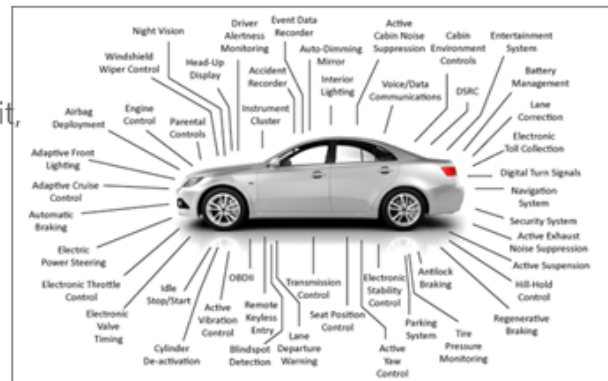 Night Vision
Driver
Alertness
Monitoring
Event Data
Recorder
Active
Cabin Noise
Suppression
Cabin
Environment
Controls
Entertainment
System
Windshield
Wiper Control
Head-Up
Display
Accident
Recorder
Auto-Dimming
Mirror
Interior
Lighting
Voice/Data
Communications
DSRC
Battery
Management
it,
Airbag
Deployment
Engine
Control
Parental
Controls
Instrument
Cluster
Lane
Correction
Electronic
Toll Collection
Adaptive Front
Lighting
Digital Turn Signals
Adaptive Cruise
Control
Navigation
System
Automatic
Braking
Security System
Electric
Power Steering
Active Exhaust
Noise Suppression
Electronic Throttle
Control
Active Suspension
Electronic
Valve
Timing
Idle
Stop/Start
OBDII
Transmission
Control
Electronic
Stability
Control
Antilock
Braking
Hill-Hold
Control
Cylinder
De-activation
Active
Vibration
Control
Remote
Keyless
Entry
Seat Position
Control
Parking
System
Regenerative
Braking
Blindspot
Detection
Lane
Departure
Warning
Active
Yaw
Control
Tire
Pressure
Monitoring